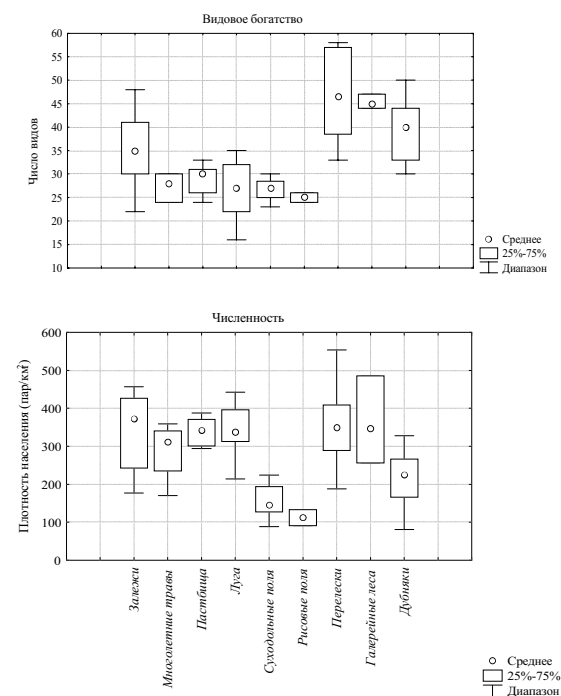 Видовое богатство
Число видов
60
55
50
45
40
35
30
25
20
15
10
Среднее
25%-75%
Диапазон
Численность
Плотность населения (пар/км²)
600
500
400
300
200
100
0
Залежи
Многолетние травы
Пастбища
Луга
Суходольные поля
Рисовые поля
Перелески
Галерейные леса
Дубняки
Среднее
25%-75%
Диапазон